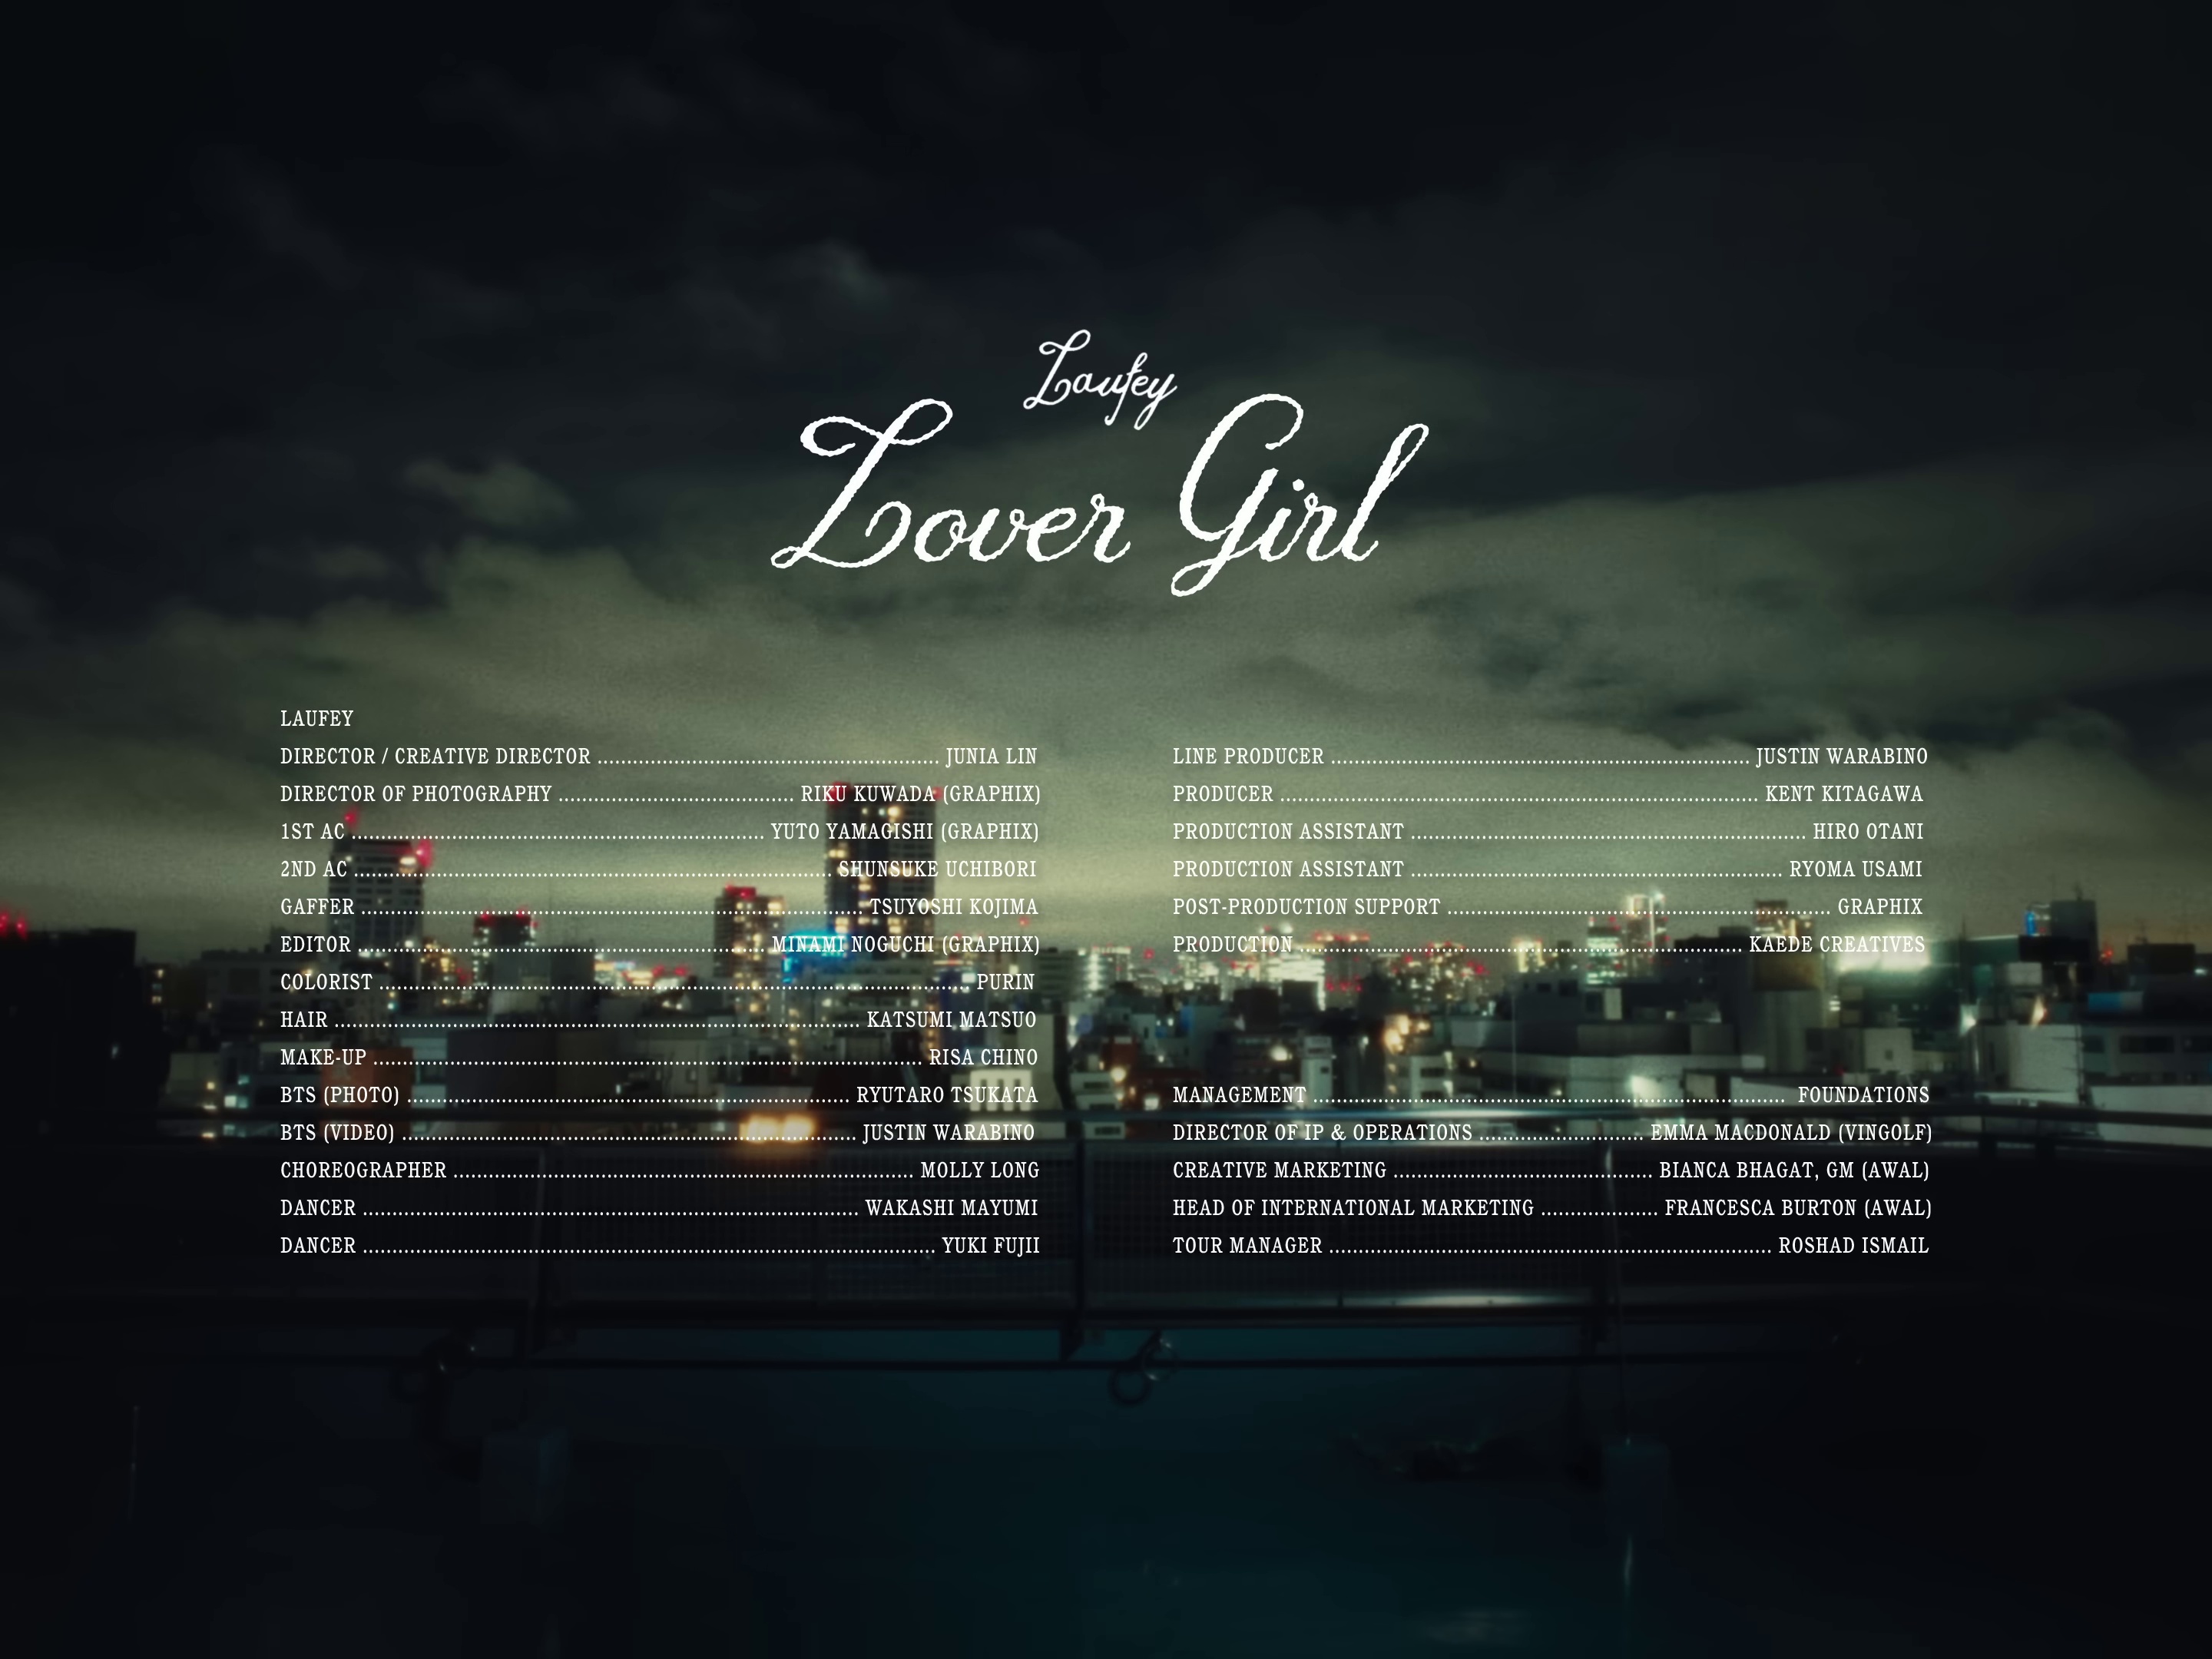 Laufey
Lover Girl
LAUFEY
DIRECTOR / CREATIVE DIRECTOR ........................................................ JUNIA LIN
DIRECTOR OF PHOTOGRAPHY ....................................... RIKU KUWADA (GRAPHIX)
1ST AC .................................................................... YUTO YAMAGISHI (GRAPHIX)
2ND AC ............................................................................... SHUNSUKE UCHIBORI
GAFFER ................................................................................... TSUYOSHI KOJIMA
EDITOR ................................................................... MINAMI NOGUCHI (GRAPHIX)
COLORIST .................................................................................................. PURIN
HAIR ....................................................................................... KATSUMI MATSUO
MAKE-UP ........................................................................................... RISA CHINO
BTS (PHOTO) ......................................................................... RYUTARO TSUKATA
BTS (VIDEO) ........................................................................... JUSTIN WARABINO
CHOREOGRAPHER ............................................................................ MOLLY LONG
DANCER .................................................................................. WAKASHI MAYUMI
DANCER ............................................................................................... YUKI FUJII
LINE PRODUCER ..................................................................... JUSTIN WARABINO
PRODUCER ............................................................................... KENT KITAGAWA
PRODUCTION ASSISTANT ................................................................. HIRO OTANI
PRODUCTION ASSISTANT ............................................................. RYOMA USAMI
POST-PRODUCTION SUPPORT ............................................................... GRAPHIX
PRODUCTION ......................................................................... KAEDE CREATIVES
MANAGEMENT .............................................................................. FOUNDATIONS
DIRECTOR OF IP & OPERATIONS ........................... EMMA MACDONALD (VINGOLF)
CREATIVE MARKETING ........................................... BIANCA BHAGAT, GM (AWAL)
HEAD OF INTERNATIONAL MARKETING .................... FRANCESCA BURTON (AWAL)
TOUR MANAGER .......................................................................... ROSHAD ISMAIL